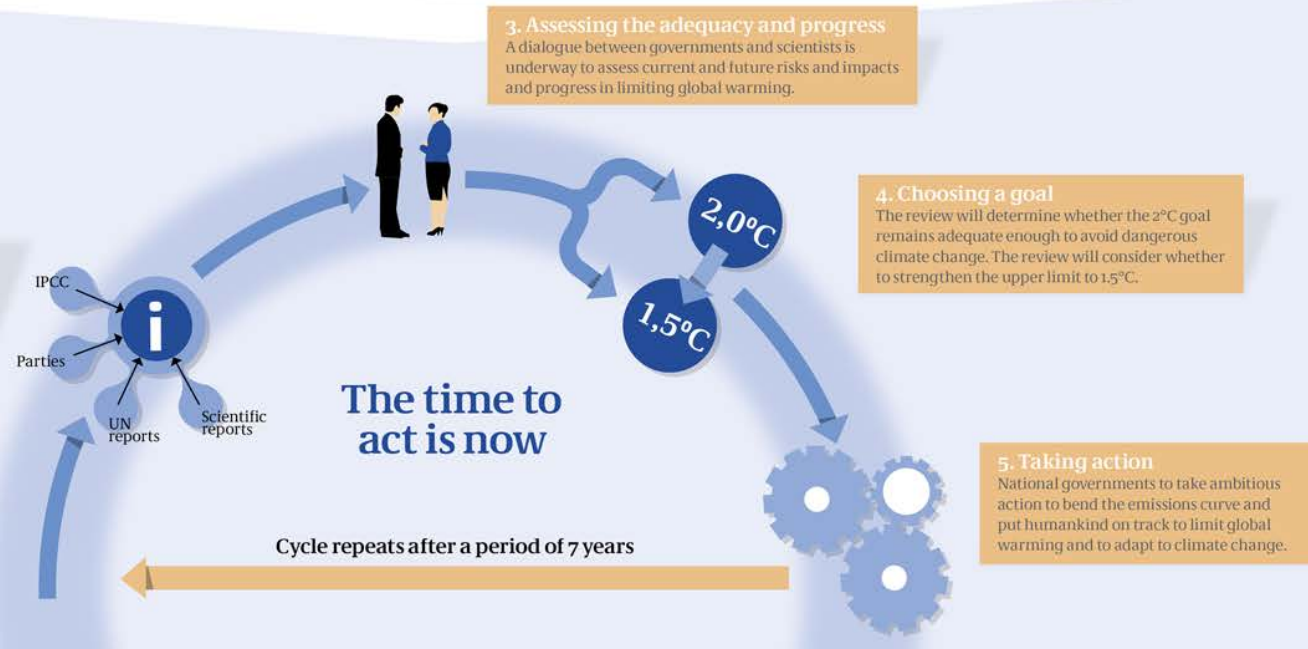 3. Assessing the adequacy and progress
A dialogue between governments and scientists is
underway to assess current and future risks and impacts
and progress in limiting global warming.
2,0ºC
4. Choosing a goal
The review will determine whether the 2°C goal
remains adequate enough to avoid dangerous
climate change. The review will consider whether
to strengthen the upper limit to 1.5°C.
IPCC
i
1,5ºC
Parties
UN
reports
Scientific
reports
The time to
act is now
5. Taking action
National governments to take ambitious
action to bend the emissions curve and
put humankind on track to limit global
warming and to adapt to climate change.
Cycle repeats after a period of 7 years